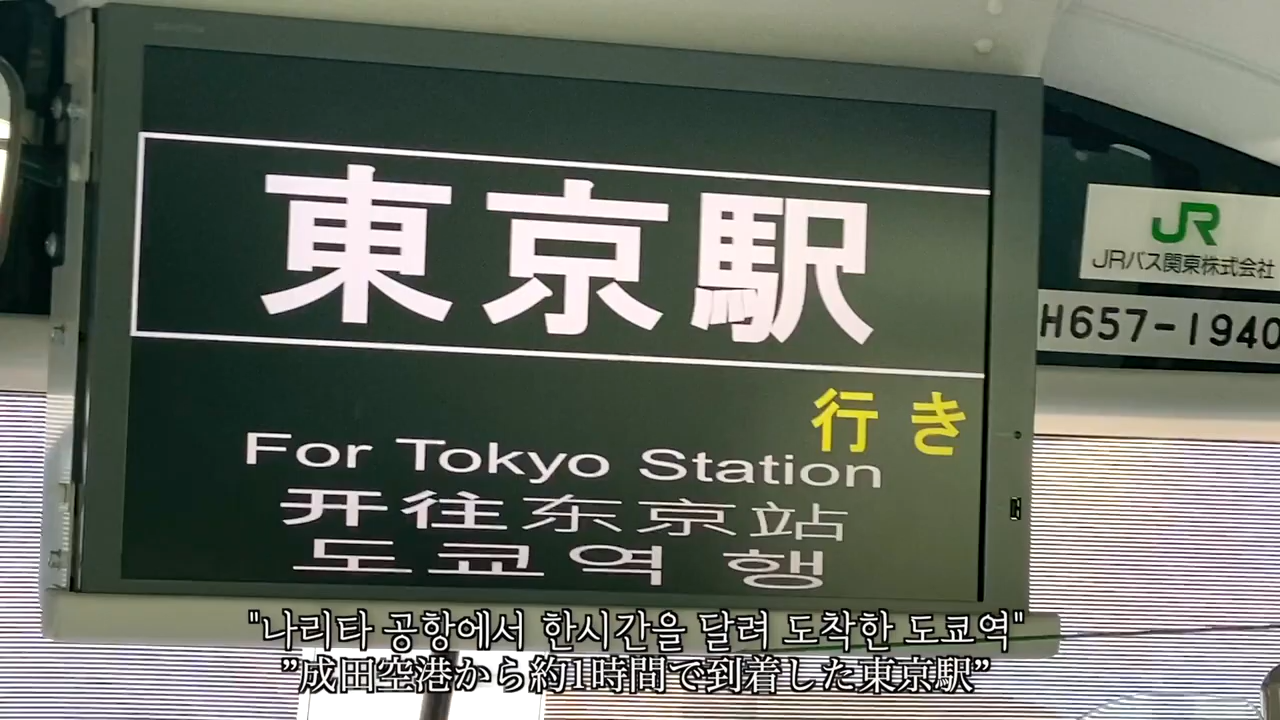 東京駅
行き
For Tokyo Station
开往东京站
도쿄역 행
JR
JRバス関東株式会社
H657-1940
"나리타 공항에서 한시간을 달려 도착한 도쿄역"
”成田空港から約1時間で到着した東京駅”